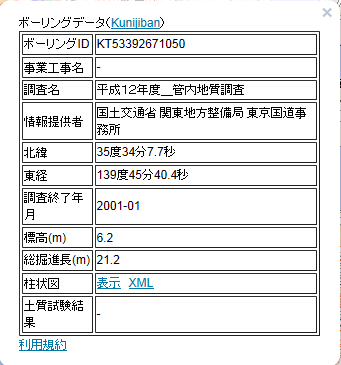 ボーリングデータ(Kunijiban)
ボーリングID KT53392671050
事業工事名 -
調査名 平成12年度__管内地質調査
情報提供者 国土交通省 関東地方整備局 東京国道事
務所
北緯 35度34分7.7秒
東経 139度45分40.4秒
調査終了年
月 2001-01
標高(m) 6.2
総掘進長(m) 21.2
柱状図 表示 XML
土質試験結
果 -
利用規約